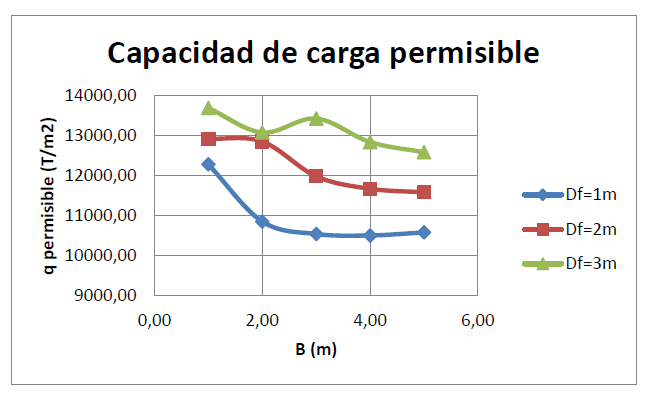 Capacidad de carga permisible
q permisible (T/m2)
14000,00
13000,00
12000,00
11000,00
10000,00
9000,00
0,00 2,00 4,00 6,00
B (m)
Df=1m
Df=2m
Df=3m